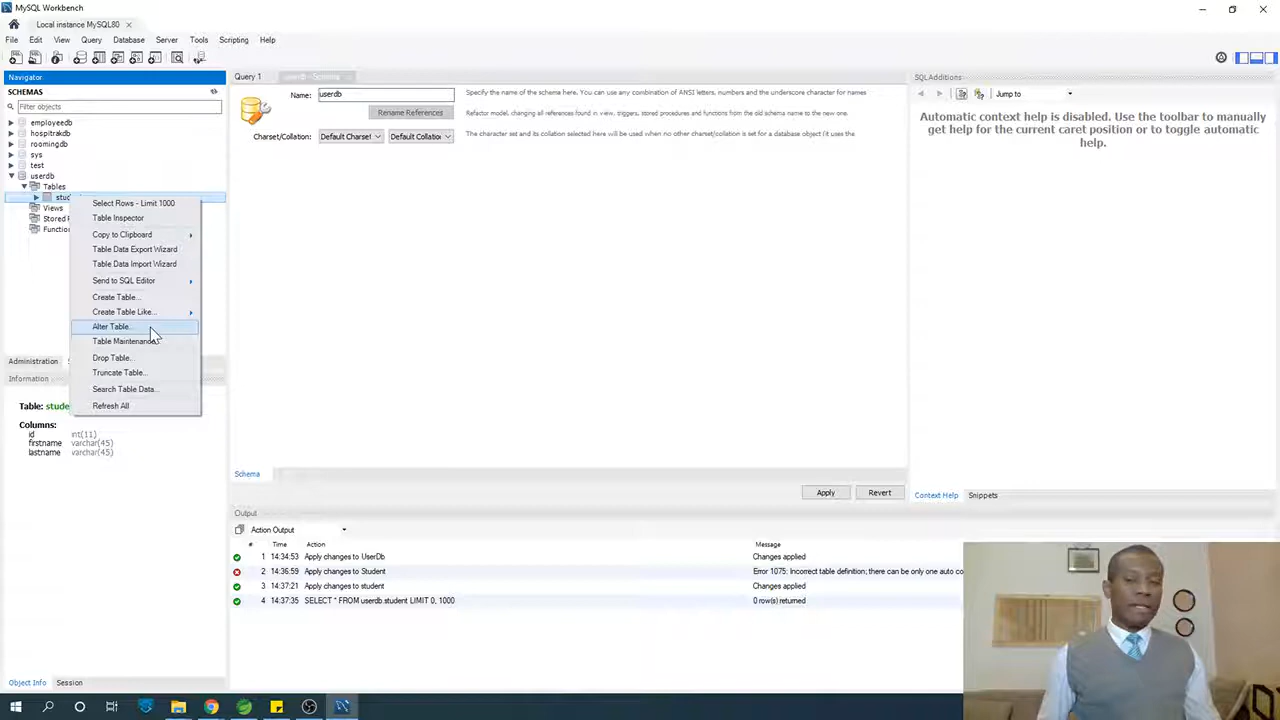 MySQL Workbench
Local instance MySQL80
File Edit View Query Database Server Tools Scripting Help
Navigator
SCHEMAS
Filter objects
employeedb
hospitrakdb
roomingdb
sys
test
userdb
Tables
Views
Stored
Select Rows - Limit 1000
Table Inspector
Copy to Clipboard
Table Data Export Wizard
Table Data Import Wizard
Send to SQL Editor
Create Table...
Create Table Like...
Alter Table...
Table Maintenance...
Drop Table...
Truncate Table...
Search Table Data...
Refresh All
Administration
Information
Table: stude
Columns:
id int(11)
firstname varchar(45)
lastname varchar(45)
Object Info Session
Query 1 userdb - Schema
Name: userdb
Specify the name of the schema here. You can use any combination of ANSI letters, numbers and the underscore character for names
Rename References
Refactor model, changing all references found in view, triggers, stored procedures and functions from the old schema name to the new one.
Charset/Collation: Default Charset Default Collation
The character set and its collation selected here will be used when no other charset/collation is set for a database object (it uses the
Schema
Apply Revert
Output
Action Output
# Time Action Message
1 14:34:53 Apply changes to UserDb Changes applied
2 14:36:59 Apply changes to Student Error 1075: Incorrect table definition; there can be only one auto co
3 14:37:21 Apply changes to student Changes applied
4 14:37:35 SELECT * FROM userdb.student LIMIT 0, 1000 0 row(s) returned
SQLAdditions
Jump to
Automatic context help is disabled. Use the toolbar to manually
get help for the current caret position or to toggle automatic
help.
Context Help Snippets